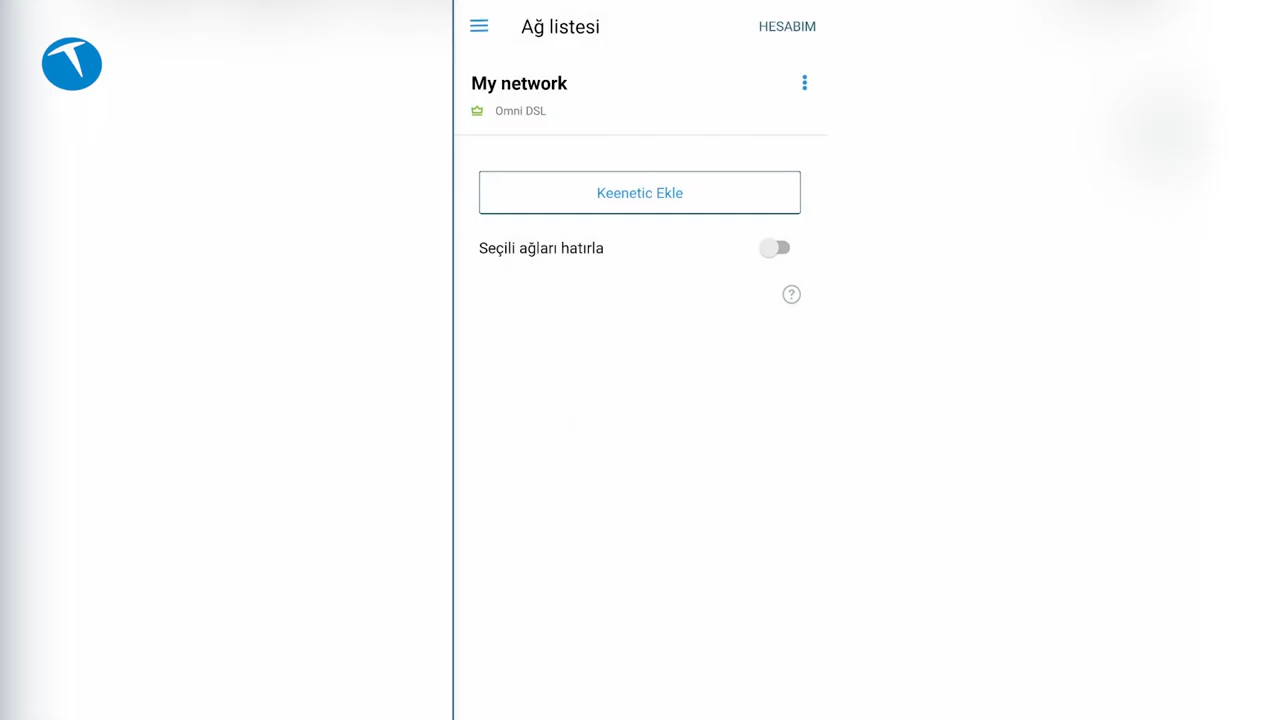 Ağ listesi
HESABIM
My network
Omni DSL
Keenetic Ekle
Seçili ağları hatırla